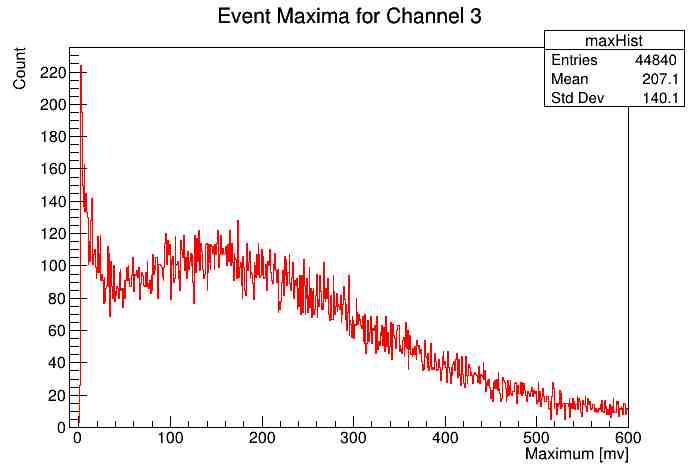 Event Maxima for Channel 3
maxHist
Entries 44840
Mean 207.1
Std Dev 140.1
Count
220
200
180
160
140
120
100
80
60
40
20
0
0 100 200 300 400 500 600
Maximum [mv]